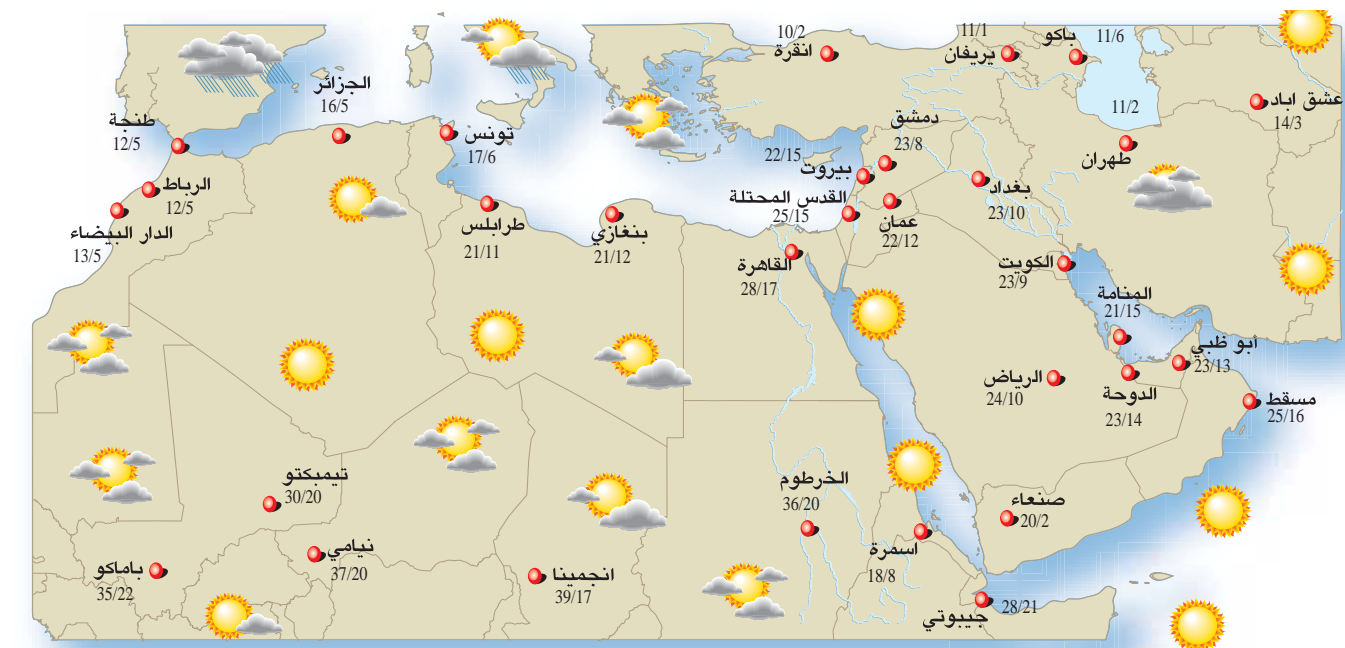 10/2
انقرة
11/1
يريفان
باكو
11/6
11/2
طهران
عشق اباد
14/3
الجزائر
16/5
طنجة
12/5
تونس
17/6
دمشق
23/8
22/15
بيروت
الرباط
12/5
القدس المحتلة
25/15
بغداد
23/10
عمان
22/12
الدار البيضاء
13/5
طرابلس
21/11
بنغازي
21/12
القاهرة
28/17
الكويت
23/9
المنامة
21/15
أبو ظبي
23/13
الرياض
24/10
الدوحة
23/14
مسقط
25/16
تيمبكتو
30/20
الخرطوم
36/20
صنعاء
20/2
نيامي
37/20
باماكو
35/22
انجمينا
39/17
اسمرة
18/8
28/21
جيبوتي